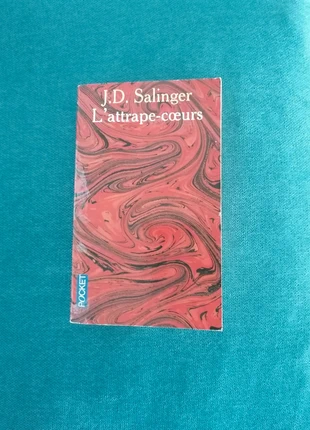 J.D. Salinger
L'attrape-cœurs
POCKET